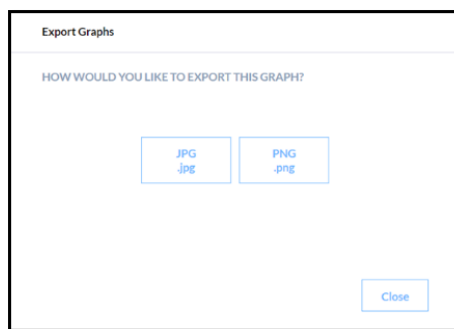 Export Graphs
HOW WOULD YOU LIKE TO EXPORT THIS GRAPH?
JPG PNG
.jpg .png
Close